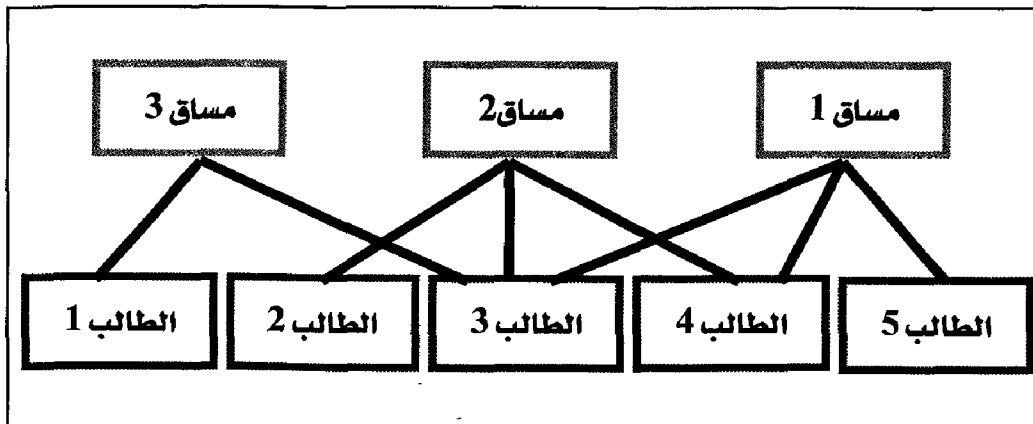 مساق 1
مساق2
مساق 3
الطالب 5
الطالب 4
الطالب 3
الطالب 2
الطالب 1